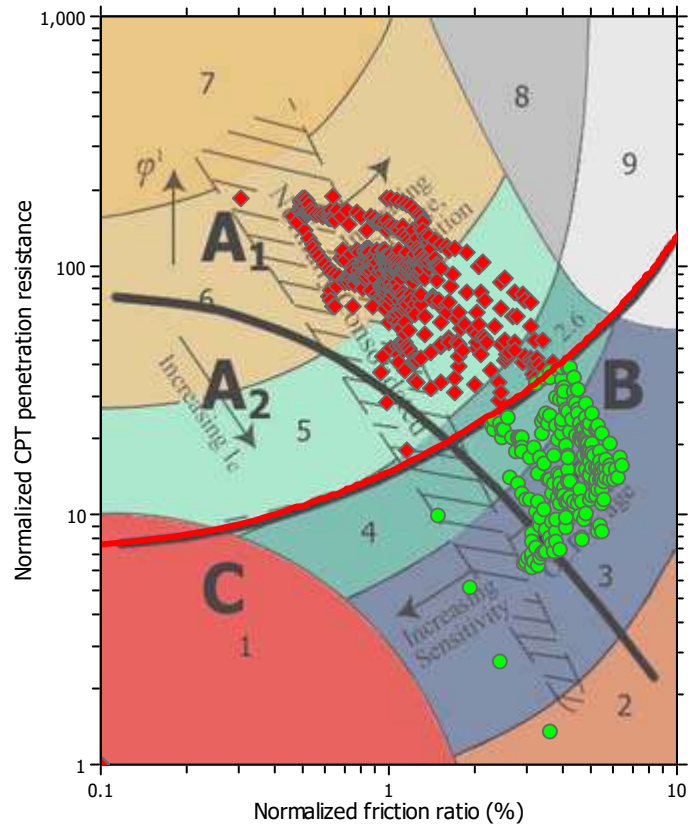 1,000
100
10
1
0.1
1
10
Normalized CPT penetration resistance
Normalized friction ratio (%)
7
8
9
φ'
A1
6
A2
Increasing Ic
5
2.6
B
4
C
1
3
Increasing
Sensitivity
2